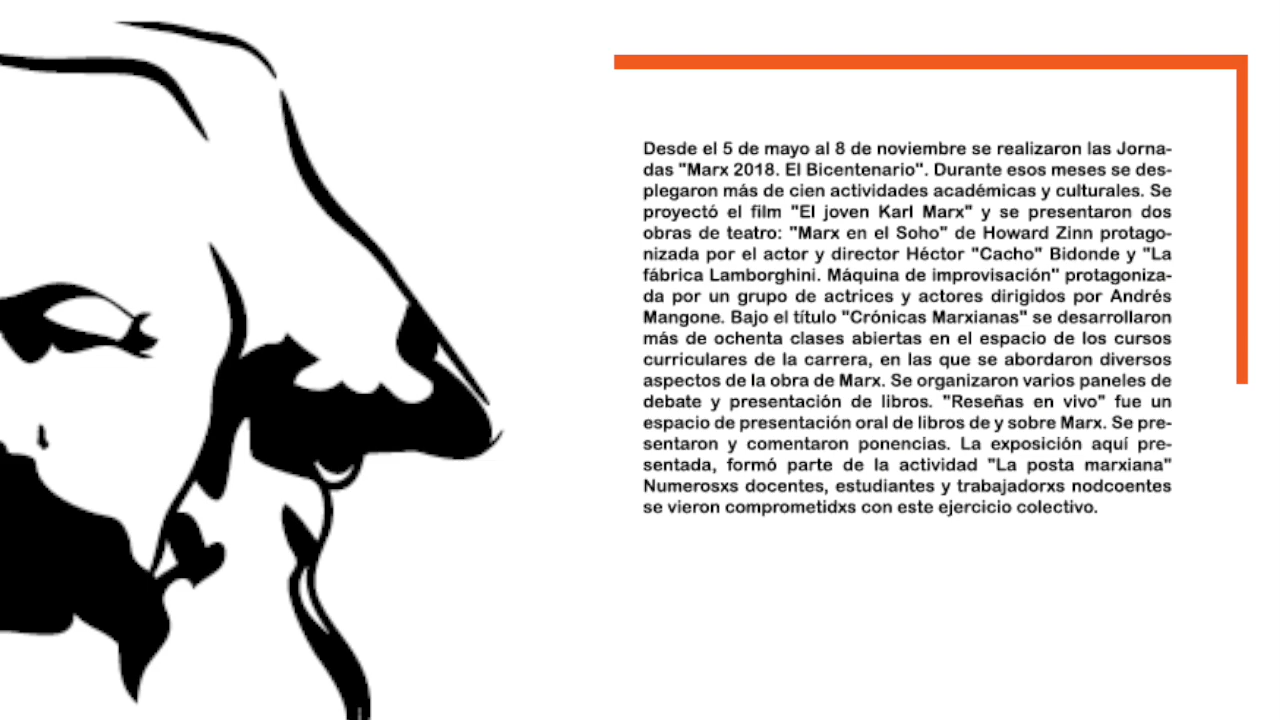 Desde el 5 de mayo al 8 de noviembre se realizaron las Jorna-
das "Marx 2018. El Bicentenario". Durante esos meses se des-
plegaron más de cien actividades académicas y culturales. Se
proyectó el film "El joven Karl Marx" y se presentaron dos
obras de teatro: "Marx en el Soho" de Howard Zinn protago-
nizada por el actor y director Héctor "Cacho" Bidonde y "La
fábrica Lamborghini. Máquina de improvisación" protagoniza-
da por un grupo de actrices y actores dirigidos por Andrés
Mangone. Bajo el título "Crónicas Marxianas" se desarrollaron
más de ochenta clases abiertas en el espacio de los cursos
curriculares de la carrera, en las que se abordaron diversos
aspectos de la obra de Marx. Se organizaron varios paneles de
debate y presentación de libros. "Reseñas en vivo" fue un
espacio de presentación oral de libros de y sobre Marx. Se pre-
sentaron y comentaron ponencias. La exposición aquí pre-
sentada, formó parte de la actividad "La posta marxiana"
Numerosxs docentes, estudiantes y trabajadorxs nodcoentes
se vieron comprometidxs con este ejercicio colectivo.